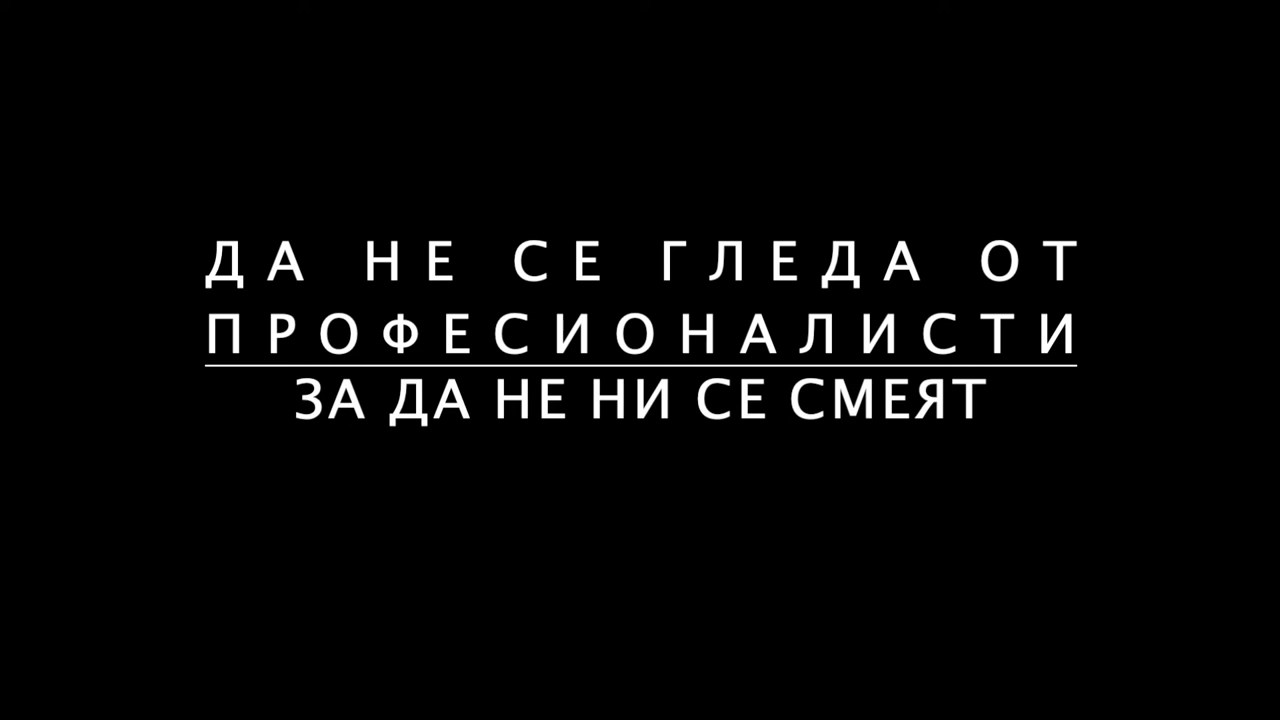 ДА НЕ СЕ ГЛЕДА ОТ
ПРОФЕСИОНАЛИСТИ
ЗА ДА НЕ НИ СЕ СМЕЯТ